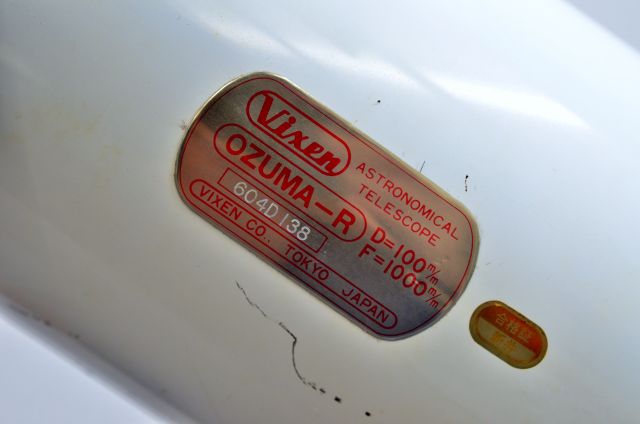 Vixen
ASTRONOMICAL
TELESCOPE
OZUMA-R
D=100m/m
F=1000m/m
604D138
VIXEN CO., TOKYO JAPAN
合格証